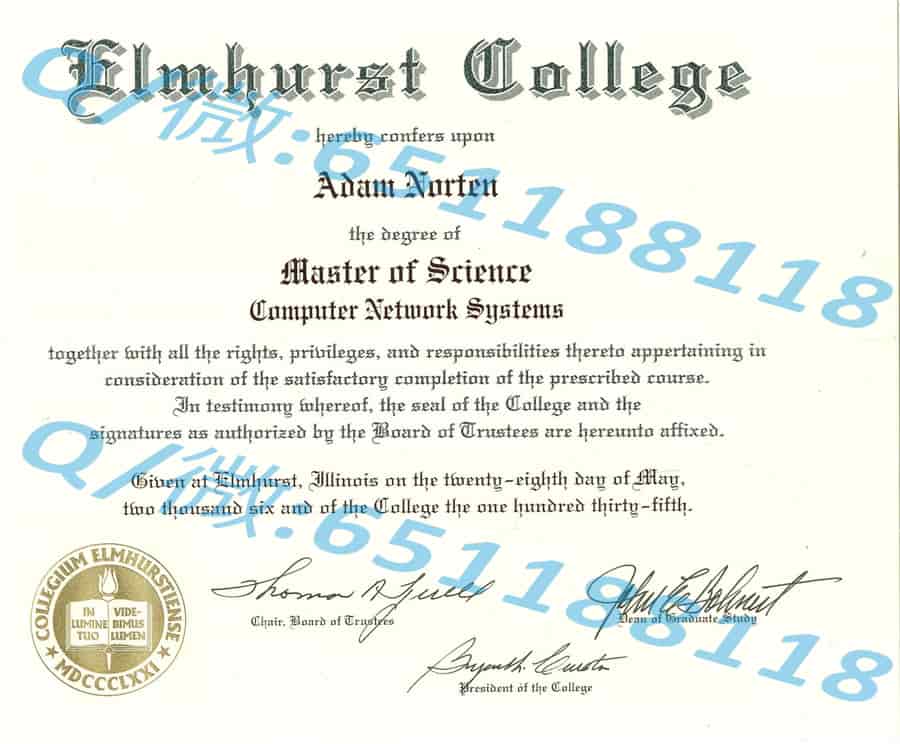 Elmhurst College
hereby confers upon
Adam Norten
the degree of
Master of Science
Computer Network Systems
together with all the rights, privileges, and responsibilities thereto appertaining in
consideration of the satisfactory completion of the prescribed course.
In testimony whereof, the seal of the College and the
signatures as authorized by the Board of Trustees are hereunto affixed.
Given at Elmhurst, Illinois on the twenty-eighth day of May,
two thousand six and of the College the one hundred thirty-fifth.
Q/微:651188118
Q/微:651188118
COLLEGIUM ELMHURSTIENSE
IN LUMINE TUO
VIDE-BIMUS LUMEN
MDCCCLXXI
Chair, Board of Trustees
Dean of Graduate Study
President of the College